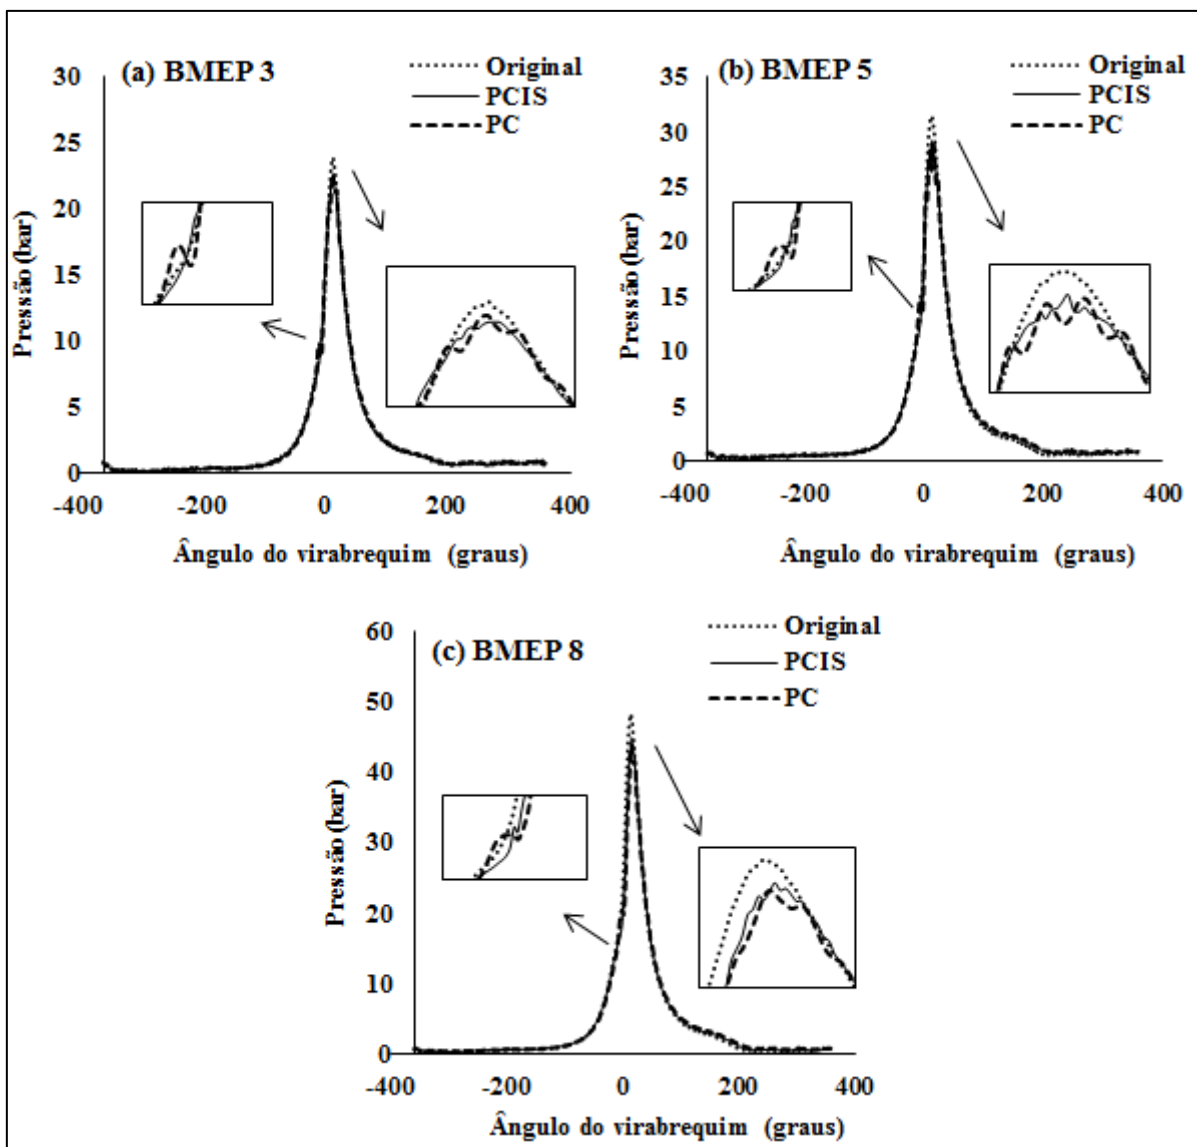 (a) BMEP 3
Original
PCIS
PC
30
25
20
15
10
5
0
Pressão (bar)
-400 -200 0 200 400
Ângulo do virabrequim (graus)
(b) BMEP 5
Original
PCIS
PC
35
30
25
20
15
10
5
0
Pressão (bar)
-400 -200 0 200 400
Ângulo do virabrequim (graus)
(c) BMEP 8
Original
PCIS
PC
60
50
40
30
20
10
0
Pressão (bar)
-400 -200 0 200 400
Ângulo do virabrequim (graus)